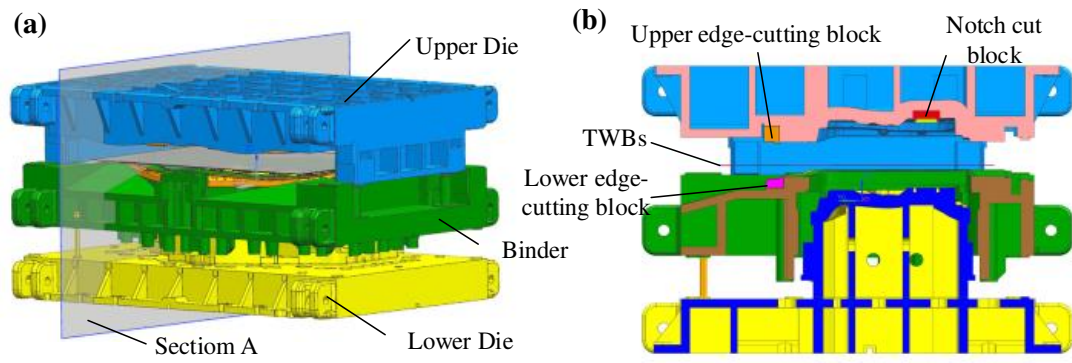 (a)
Upper Die
Binder
Sectiom A
Lower Die
(b)
Upper edge-cutting block
Notch cut
block
TWBs
Lower edge-
cutting block